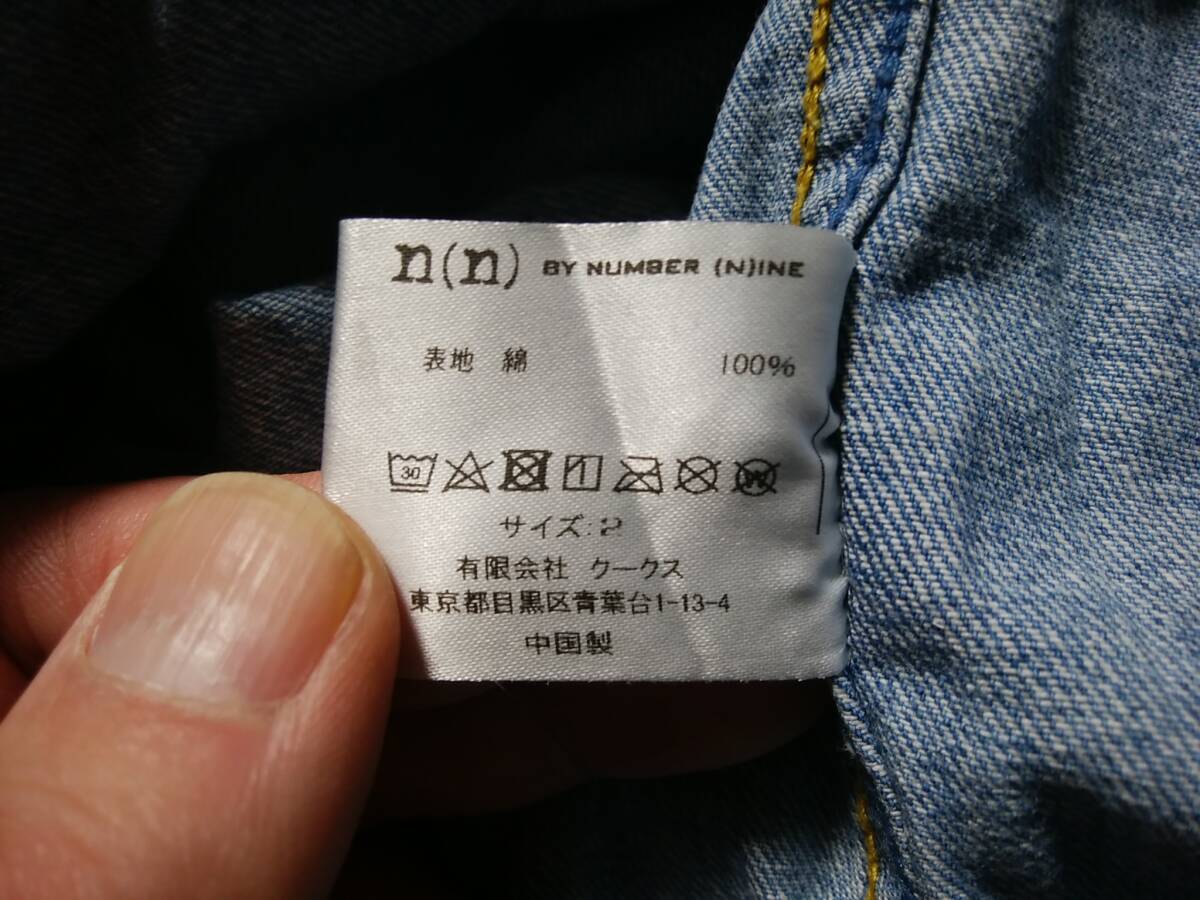 n(n) BY NUMBER (N)INE
表地 綿 100%
30 W
サイズ:2
有限会社 クークス
東京都目黒区青葉台1-13-4
中国製